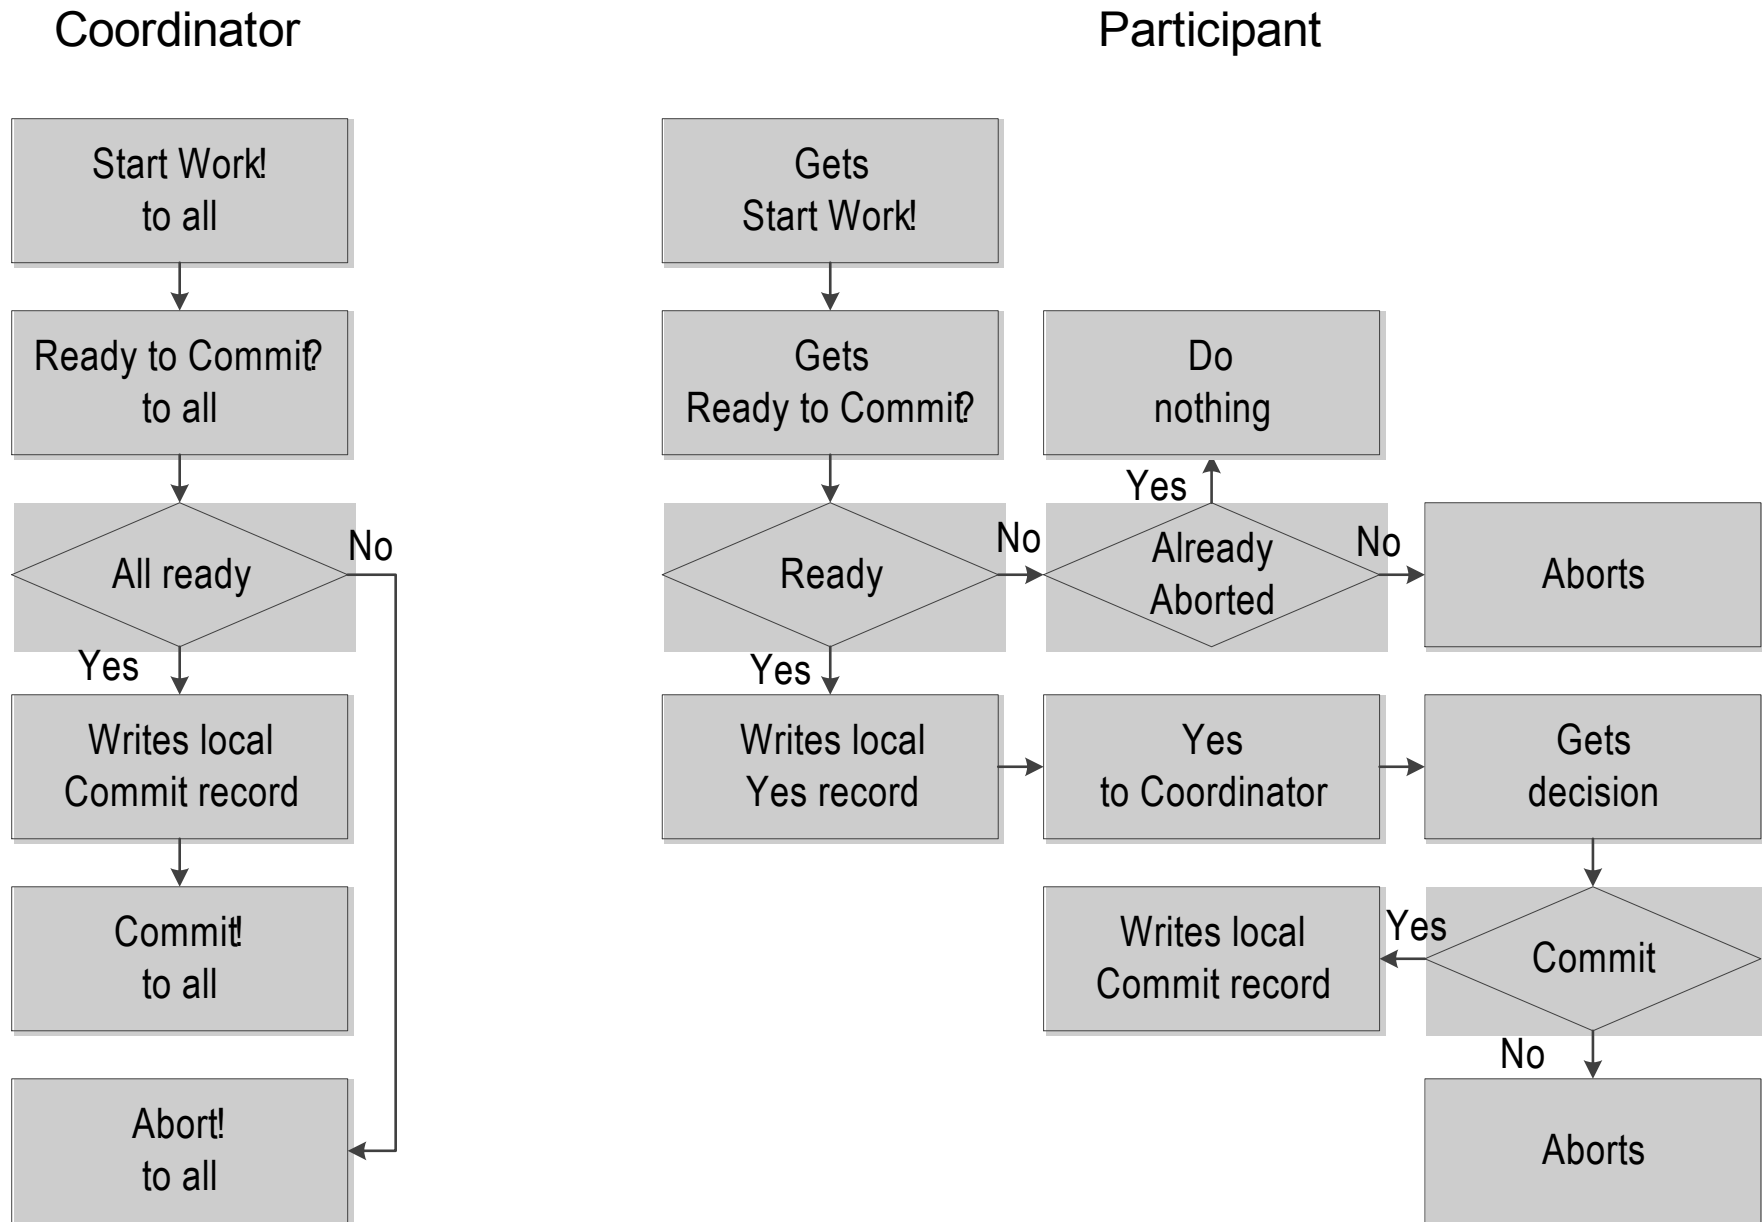 Coordinator
Participant
Start Work!
to all
Ready to Commit?
to all
All ready
No
Yes
Writes local
Commit record
Commit!
to all
Abort!
to all
Gets
Start Work!
Gets
Ready to Commit?
Do
nothing
Yes
Ready
No
Already
Aborted
No
Aborts
Yes
Writes local
Yes record
Yes
to Coordinator
Gets
decision
Writes local
Commit record
Yes
Commit
No
Aborts